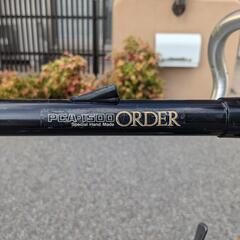 PCA-1500 ORDER
Special Hand Made